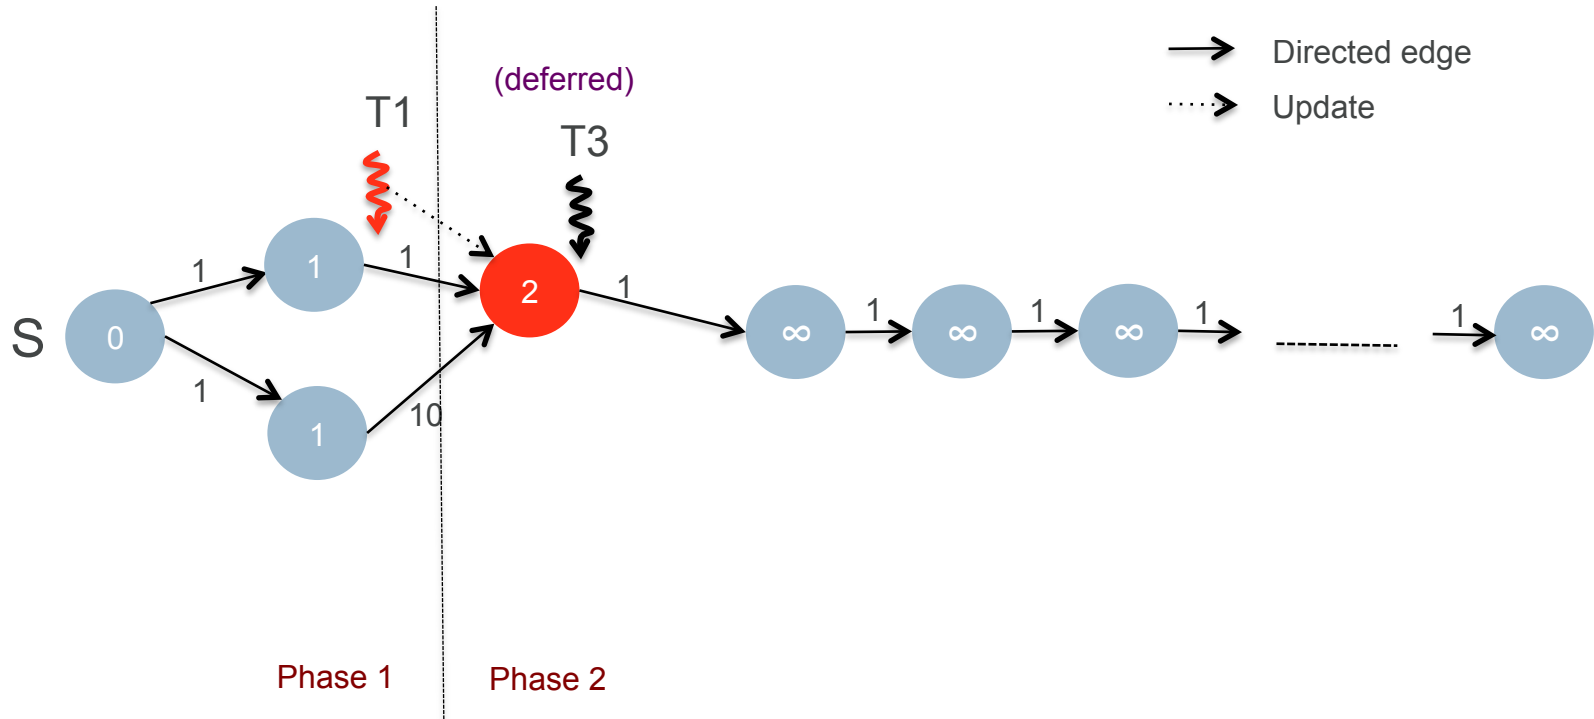 (deferred)
Directed edge
Update
T1
T3
S
0
1
1
1
1
1
10
2
1
∞
1
∞
1
∞
1
1
∞
Phase 1
Phase 2